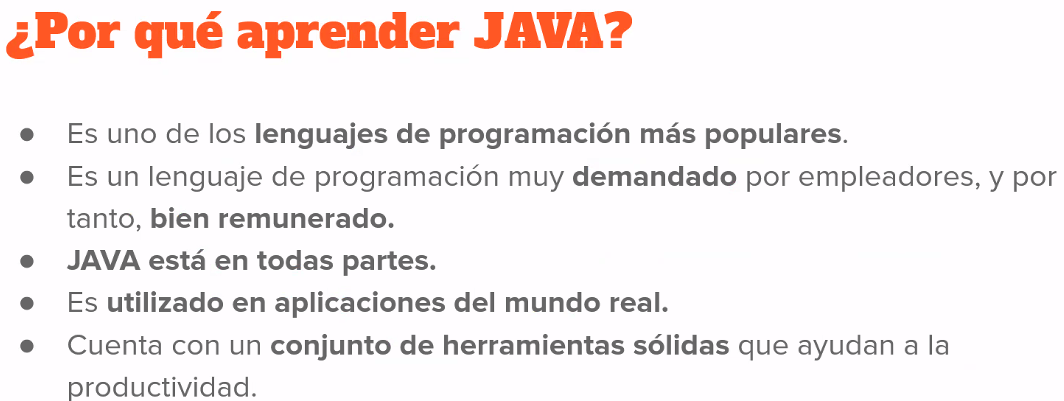 ¿Por qué aprender JAVA?
● Es uno de los lenguajes de programación más populares.
● Es un lenguaje de programación muy demandado por empleadores, y por
tanto, bien remunerado.
● JAVA está en todas partes.
● Es utilizado en aplicaciones del mundo real.
● Cuenta con un conjunto de herramientas sólidas que ayudan a la
productividad.